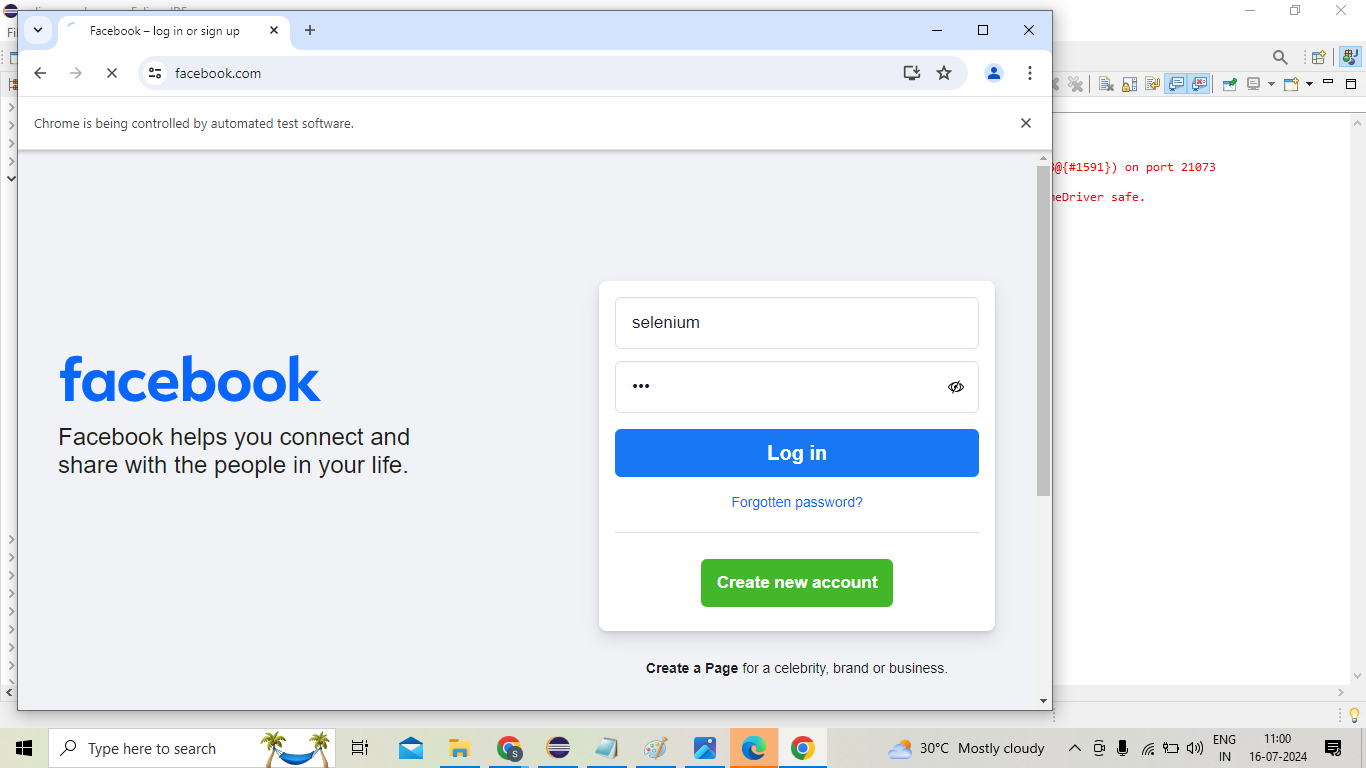 Facebook – log in or sign up
facebook.com
Chrome is being controlled by automated test software.
@{#1591}) on port 21073
eDriver safe.
selenium
•••
facebook
Facebook helps you connect and
share with the people in your life.
Log in
Forgotten password?
Create new account
Create a Page for a celebrity, brand or business.
Type here to search
S
30°C Mostly cloudy
ENG
IN
11:00
16-07-2024